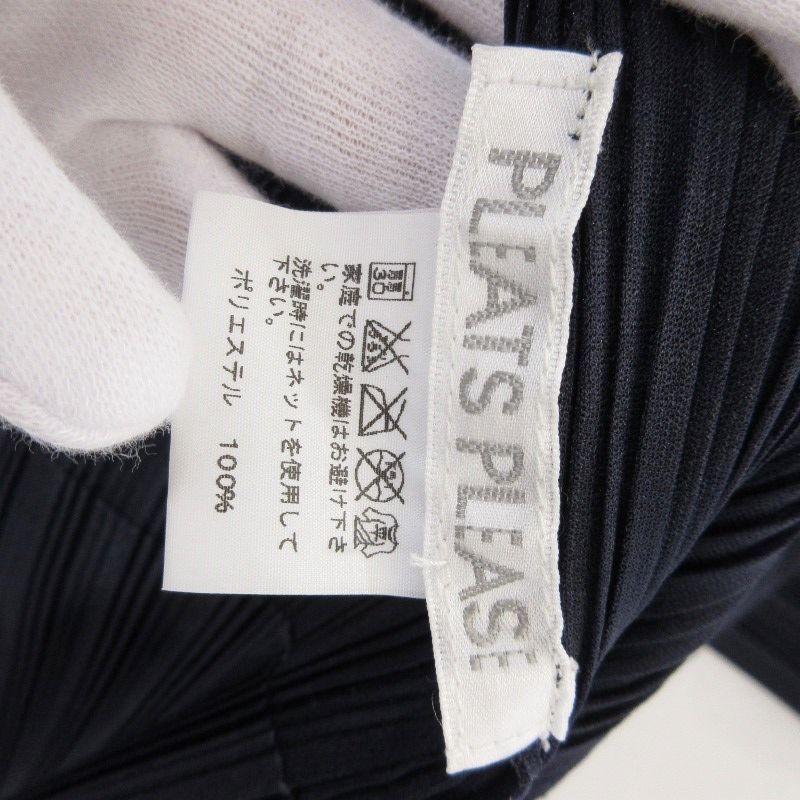 PLEATS PLEASE
家庭での乾燥機はお避け下さ
い。
洗濯時にはネットを使用して
下さい。
ポリエステル 100%